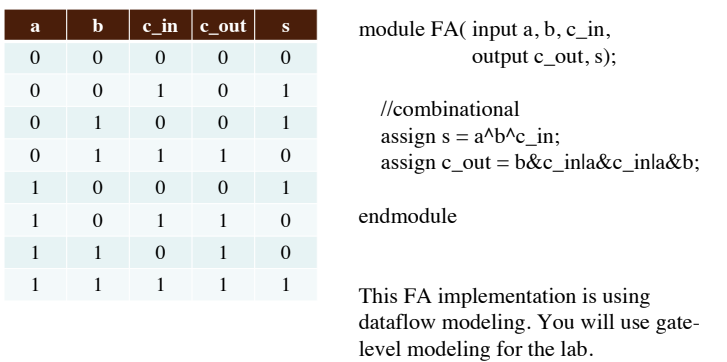 a b c_in c_out s
0 0 0 0 0
0 0 1 0 1
0 1 0 0 1
0 1 1 1 0
1 0 0 0 1
1 0 1 1 0
1 1 0 1 0
1 1 1 1 1
module FA( input a, b, c_in,
output c_out, s);
//combinational
assign s = a^b^c_in;
assign c_out = b&c_in|a&c_in|a&b;
endmodule
This FA implementation is using
dataflow modeling. You will use gate-
level modeling for the lab.